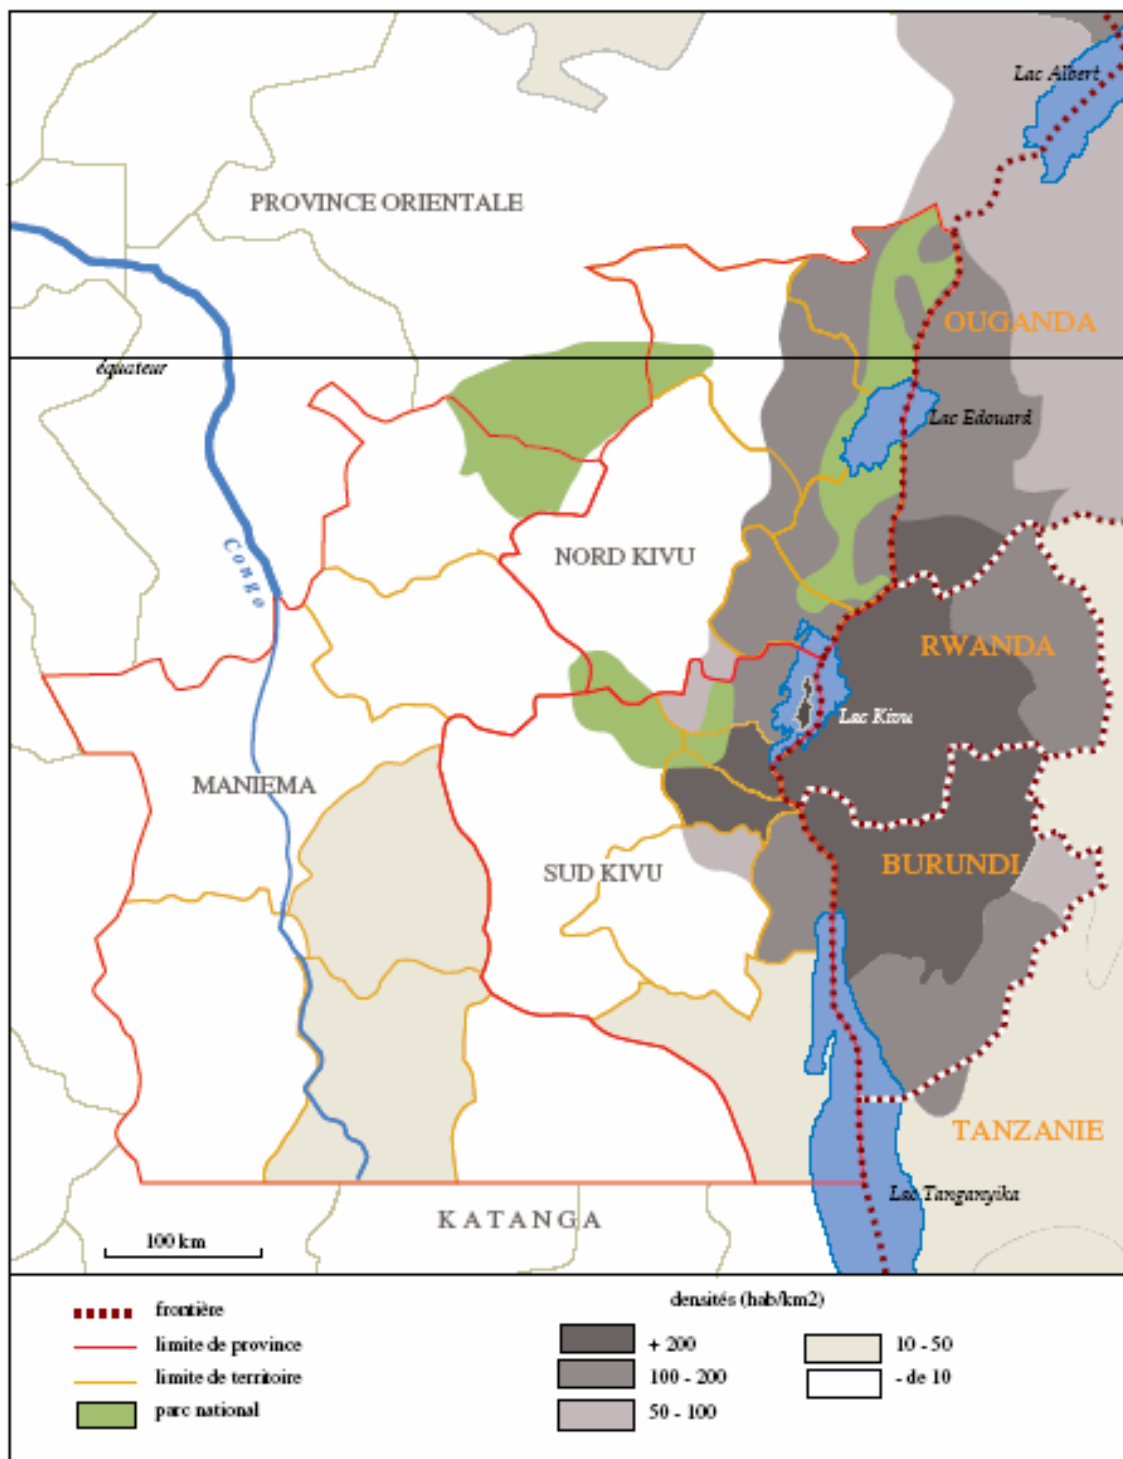 Lac Albert
PROVINCE ORIENTALE
OUGANDA
équateur
Lac Edouard
Congo
NORD KIVU
RWANDA
Lac Kivu
MANIEMA
SUD KIVU
BURUNDI
TANZANIE
Lac Tanganyika
KATANGA
100 km
frontière
limite de province
limite de territoire
parc national
densités (hab/km2)
+ 200
100 - 200
50 - 100
10 - 50
- de 10